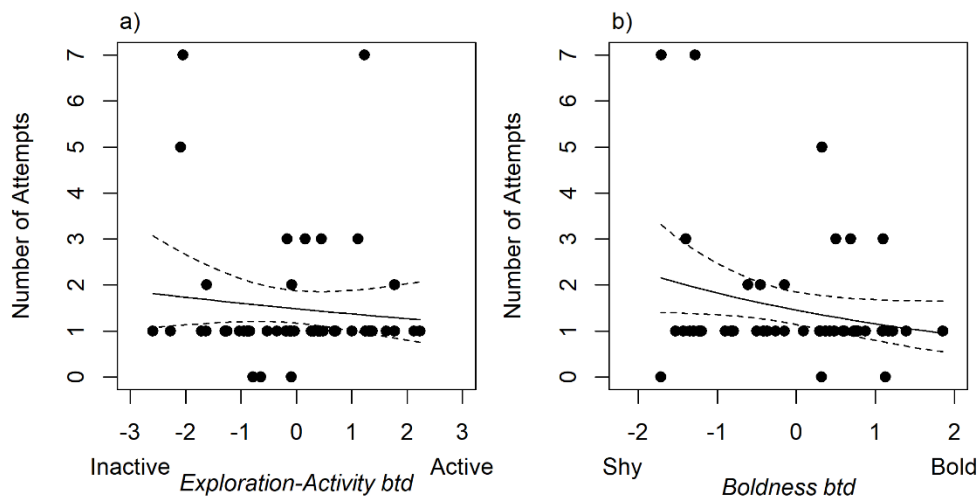 a)
Number of Attempts
7
6
5
4
3
2
1
0
-3 -2 -1 0 1 2 3
Inactive Active
Exploration-Activity btd
b)
Number of Attempts
7
6
5
4
3
2
1
0
-2 -1 0 1 2
Shy Bold
Boldness btd